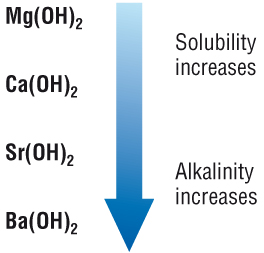 Mg(OH)₂
Solubility
increases
Ca(OH)₂
Sr(OH)₂
Alkalinity
increases
Ba(OH)₂